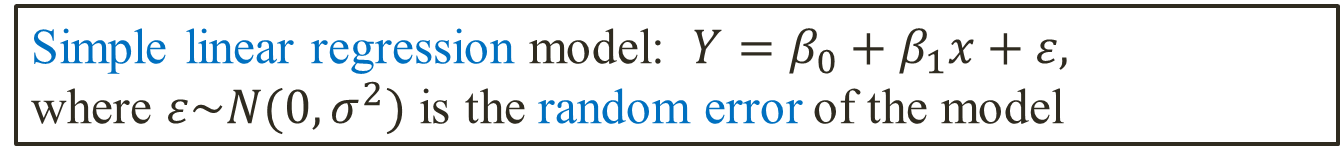 Simple linear regression model: Y = β₀ + β₁x + ε,
where ε~N(0, σ²) is the random error of the model